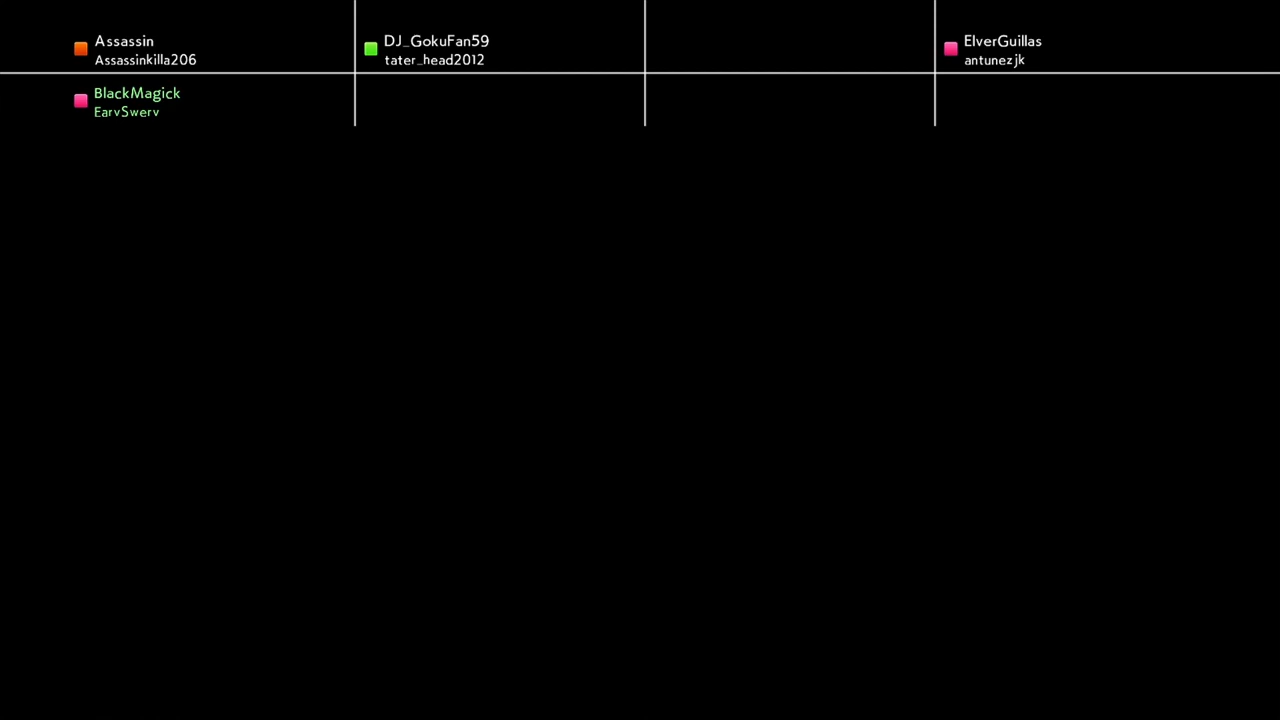 Assassin
Assassinkilla206
DJ_GokuFan59
tater_head2012
ElverGuillas
antunezjk
BlackMagick
EarvSwerv